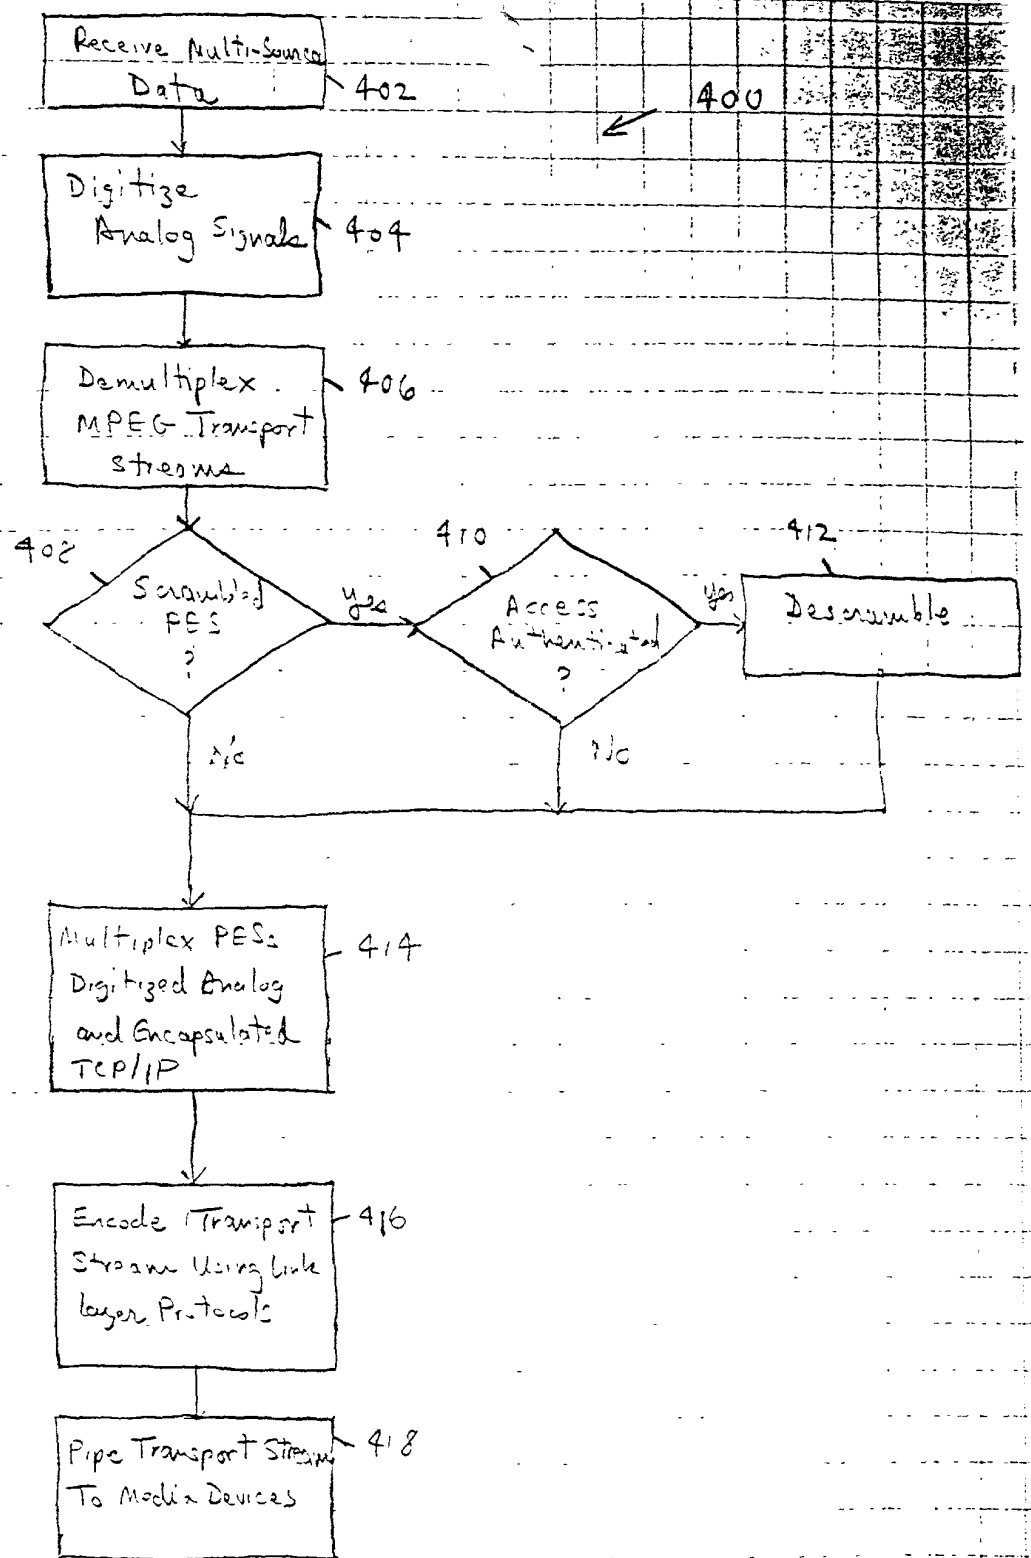 Receive Multi-Source
Data
402
400
Digitize
Analog Signals
404
Demultiplex
MPEG Transport
Streams
406
408
Scrambled
PES
?
yes
410
Access
Authenticated
?
yes
412
Descramble
No
No
Multiplex PESs
Digitized Analog
and Encapsulated
TCP/IP
414
Encode Transport
Stream Using Link
layer Protocols
416
Pipe Transport Stream
To Media Devices
418